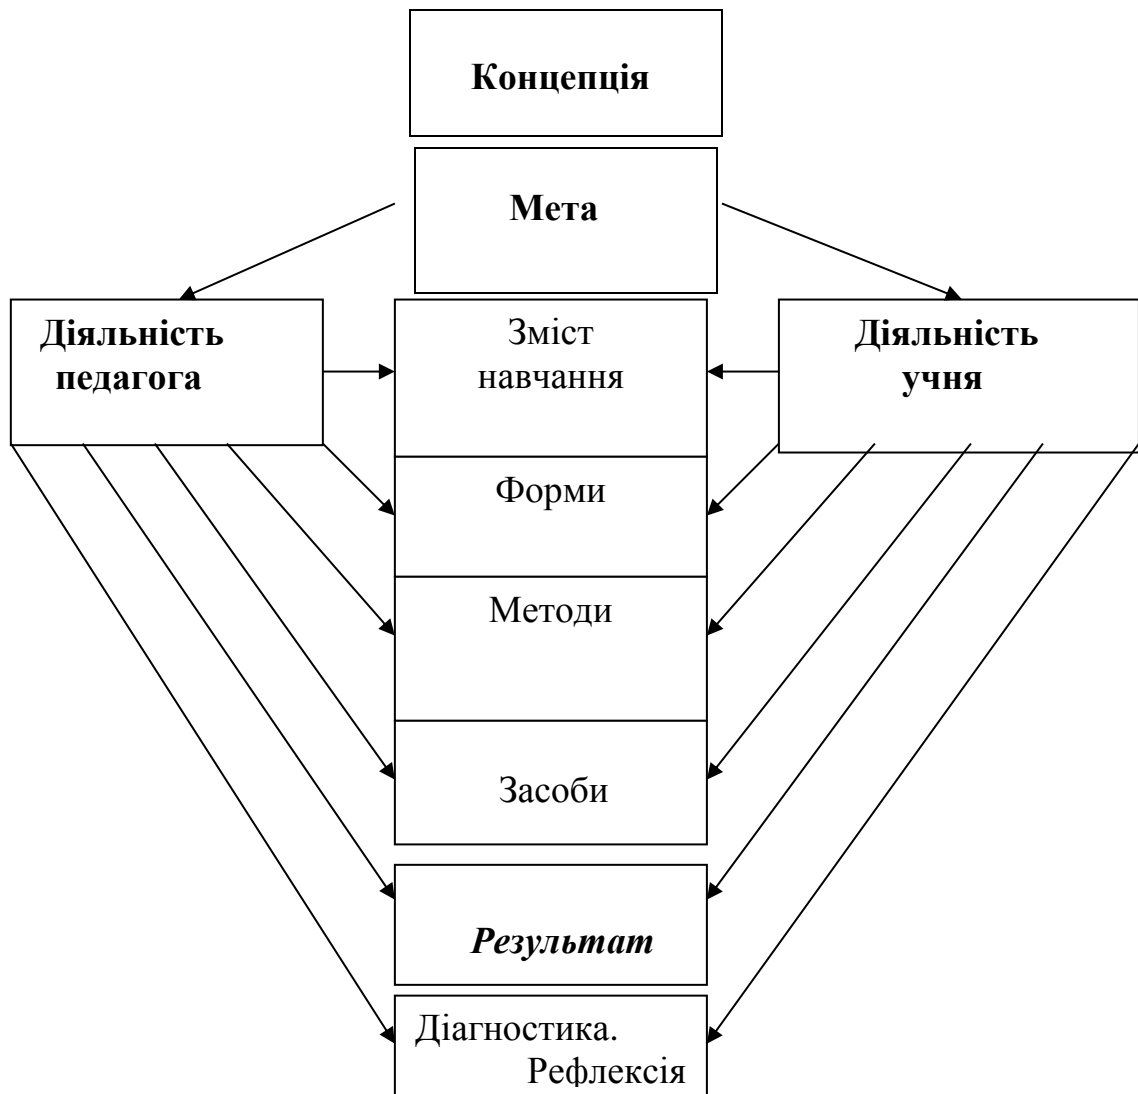 Концепція
Мета
Діяльність
педагога
Зміст
навчання
Діяльність
учня
Форми
Методи
Засоби
Результат
Діагностика.
Рефлексія